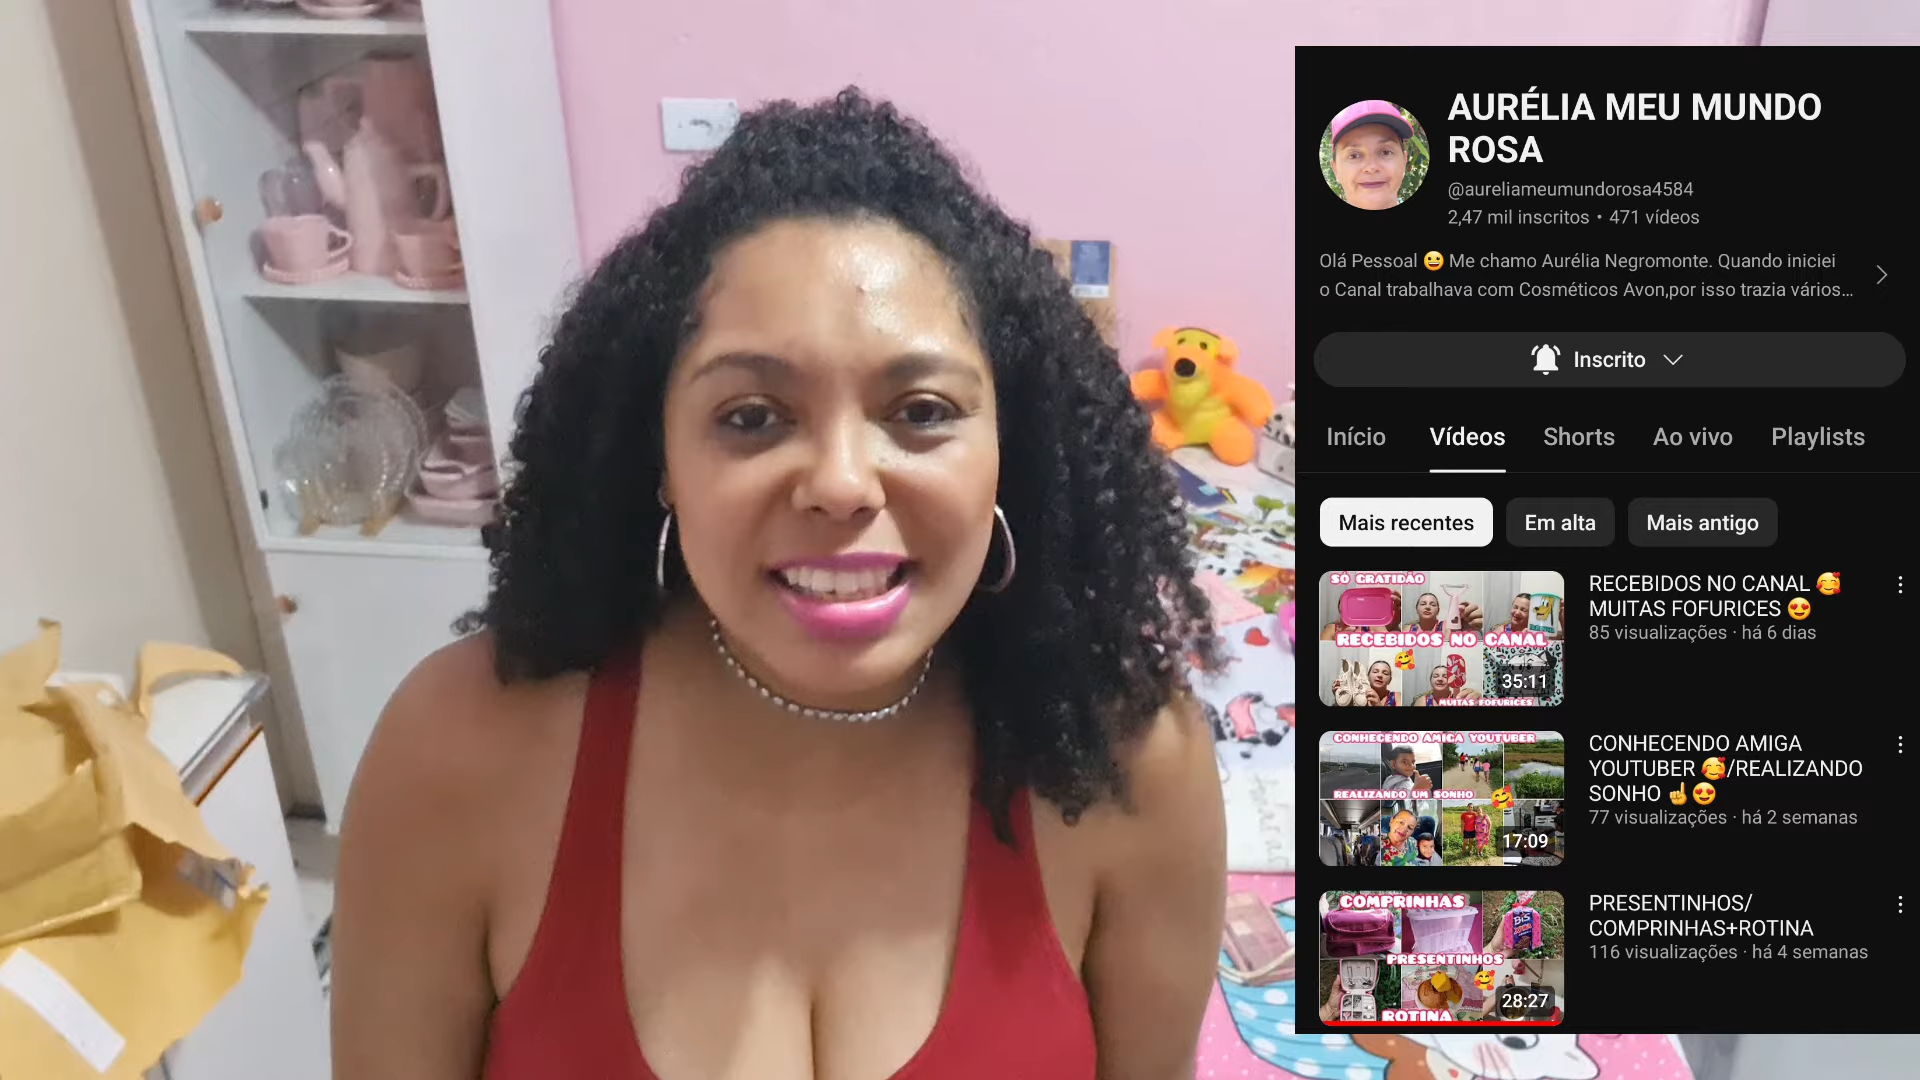 AURÉLIA MEU MUNDO
ROSA
@aureliameumundorosa4584
2,47 mil inscritos • 471 vídeos
Olá Pessoal 😀 Me chamo Aurélia Negromonte. Quando iniciei
o Canal trabalhava com Cosméticos Avon,por isso trazia vários...
Inscrito
Início Vídeos Shorts Ao vivo Playlists
Mais recentes Em alta Mais antigo
SÓ GRATIDÃO
RECEBIDOS NO CANAL
35:11
MUITAS FOFURICES
RECEBIDOS NO CANAL 🥰
MUITAS FOFURICES 😍
85 visualizações · há 6 dias
CONHECENDO AMIGA YOUTUBER
REALIZANDO UM SONHO
17:09
CONHECENDO AMIGA
YOUTUBER 🥰/REALIZANDO
SONHO ☝️😍
77 visualizações · há 2 semanas
COMPRINHAS
BIS
PRESENTINHOS
28:27
ROTINA
PRESENTINHOS/
COMPRINHAS+ROTINA
116 visualizações · há 4 semanas